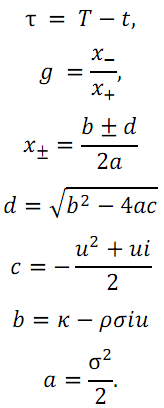 τ = T − t,
g = x₋ / x₊,
x± = (b ± d) / 2a
d = √(b² − 4ac)
c = − (u² + ui) / 2
b = κ − ρσiu
a = σ² / 2.